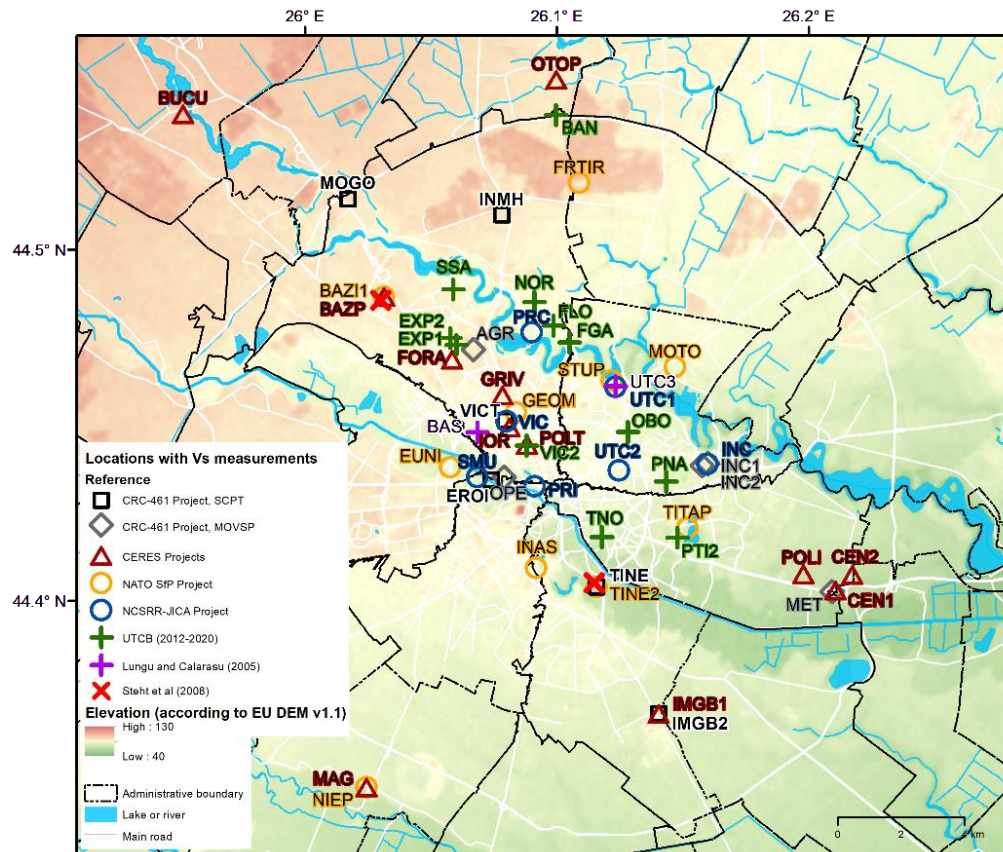 26° E
26.1° E
26.2° E
OTOP
BUCU
BAN
FRTIR
MOGO
INMH
44.5° N
SSA
NOR
BAZI1
BAZP
PRC
FLO
EXP2
AGR
FGA
EXP1
FORA
MOTO
STUP
UTC3
GRIV
UTC1
GEOM
VICT
VIC
BAS
OBO
JOR
POLT
VIC2
UTC2
INC
EUNI
SMU
PNA
INC1
INC2
EROI
OPE
PRI
TITAP
TNO
PTI2
INAS
POLI
CEN2
TINE
44.4° N
TINE2
MET
CEN1
IMGB1
IMGB2
MAG
NIEP
Locations with Vs measurements
Reference
CRC-461 Project, SCPT
CRC-461 Project, MOVSP
CERES Projects
NATO SfP Project
NCSRR-JICA Project
UTCB (2012-2020)
Lungu and Calarasu (2005)
Steht et al (2008)
Elevation (according to EU DEM v1.1)
High : 130
Low : 40
Administrative boundary
Lake or river
Main road
0 2 4 km